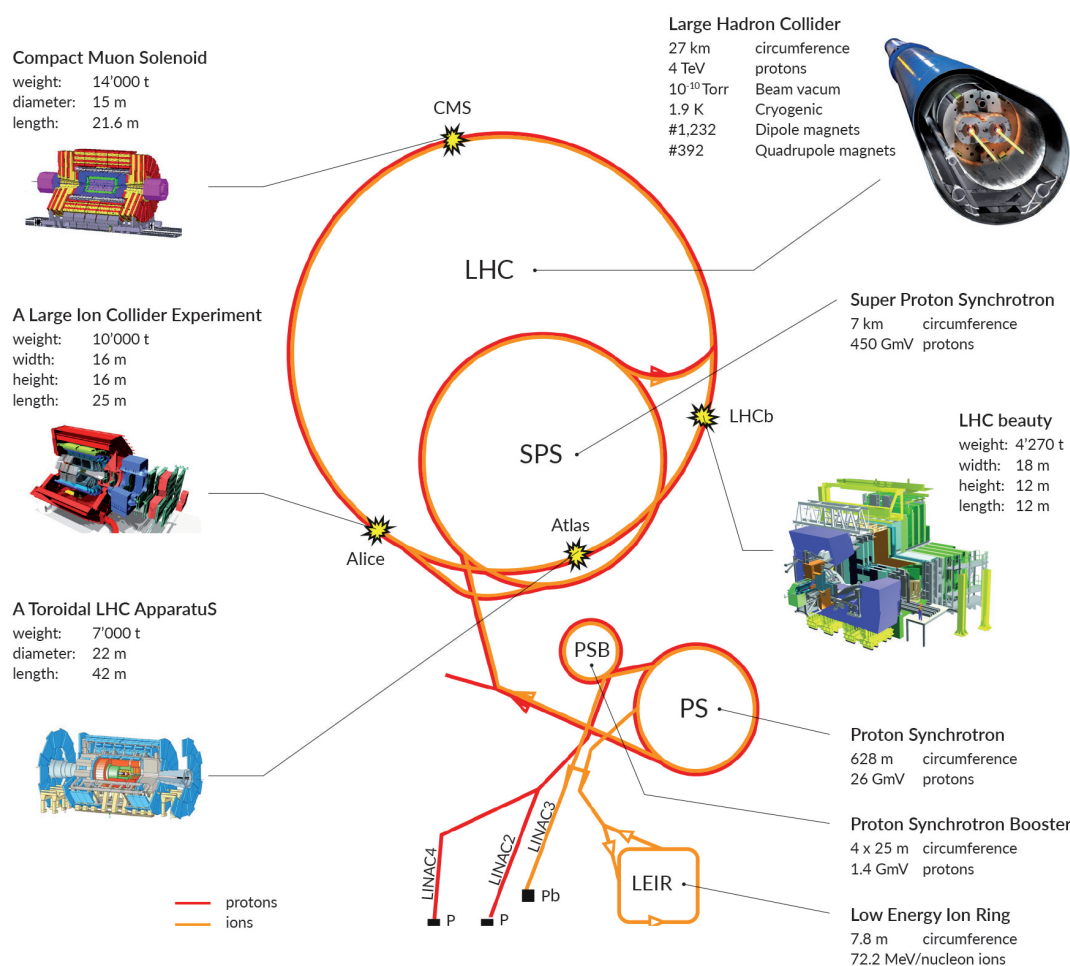 Large Hadron Collider
27 km circumference
4 TeV protons
10⁻¹⁰ Torr Beam vacum
1.9 K Cryogenic
#1,232 Dipole magnets
#392 Quadrupole magnets
Compact Muon Solenoid
weight: 14'000 t
diameter: 15 m
length: 21.6 m
CMS
LHC
A Large Ion Collider Experiment
weight: 10'000 t
width: 16 m
height: 16 m
length: 25 m
Super Proton Synchrotron
7 km circumference
450 GmV protons
LHCb
LHC beauty
weight: 4'270 t
width: 18 m
height: 12 m
length: 12 m
SPS
Atlas
Alice
A Toroidal LHC ApparatuS
weight: 7'000 t
diameter: 22 m
length: 42 m
PSB
PS
Proton Synchrotron
628 m circumference
26 GmV protons
Proton Synchrotron Booster
4 x 25 m circumference
1.4 GmV protons
LINAC4
LINAC2
LINAC3
LEIR
Pb
P
P
protons
ions
Low Energy Ion Ring
7.8 m circumference
72.2 MeV/nucleon ions